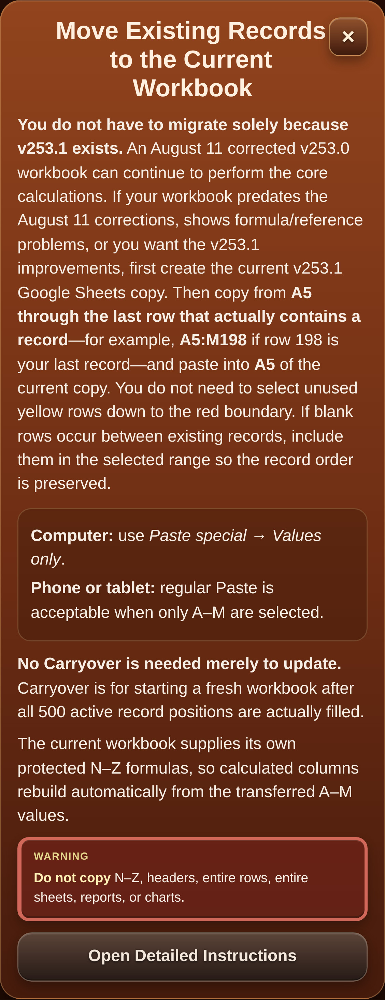 Move Existing Records
to the Current
Workbook
×
You do not have to migrate solely because
v253.1 exists. An August 11 corrected v253.0
workbook can continue to perform the core
calculations. If your workbook predates the
August 11 corrections, shows formula/reference
problems, or you want the v253.1
improvements, first create the current v253.1
Google Sheets copy. Then copy from A5
through the last row that actually contains a
record—for example, A5:M198 if row 198 is
your last record—and paste into A5 of the
current copy. You do not need to select unused
yellow rows down to the red boundary. If blank
rows occur between existing records, include
them in the selected range so the record order
is preserved.
Computer: use Paste special → Values
only.
Phone or tablet: regular Paste is
acceptable when only A–M are selected.
No Carryover is needed merely to update.
Carryover is for starting a fresh workbook after
all 500 active record positions are actually filled.
The current workbook supplies its own
protected N–Z formulas, so calculated columns
rebuild automatically from the transferred A–M
values.
WARNING
Do not copy N–Z, headers, entire rows, entire
sheets, reports, or charts.
Open Detailed Instructions